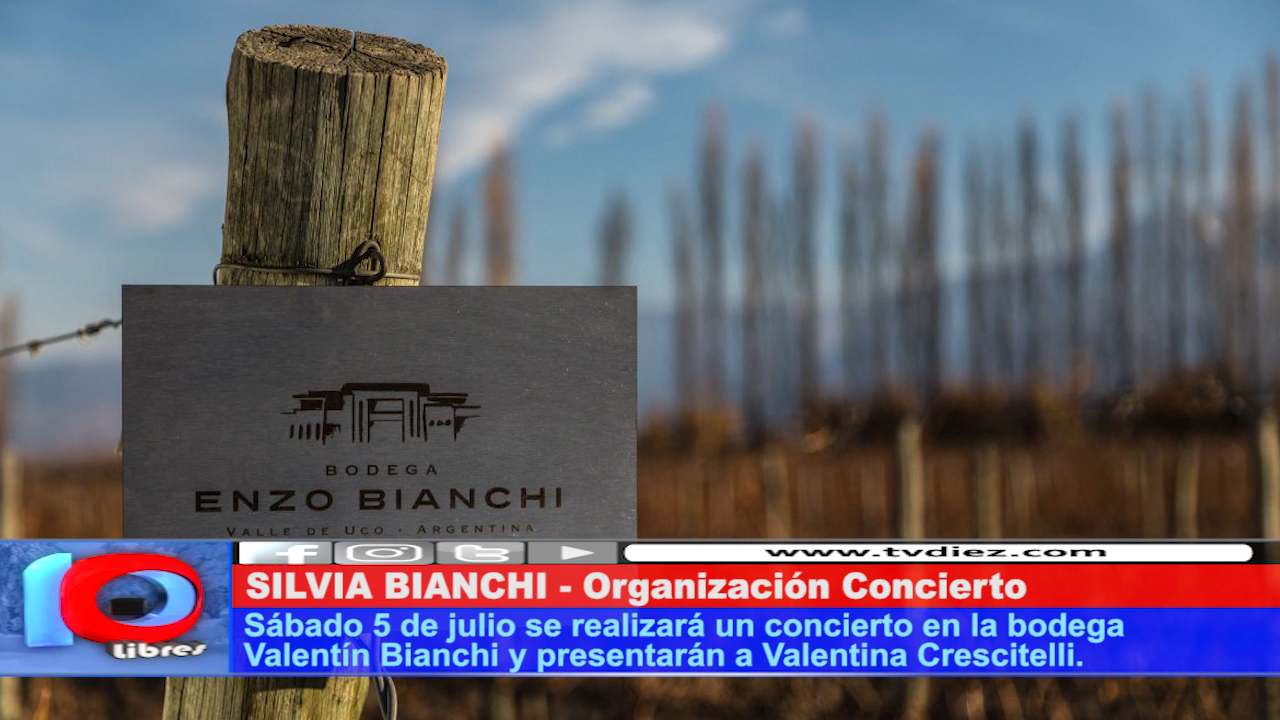 BODEGA
ENZO BIANCHI
VALLE DE UCO · ARGENTINA
www.tvdiez.com
10
libres
SILVIA BIANCHI - Organización Concierto
Sábado 5 de julio se realizará un concierto en la bodega
Valentín Bianchi y presentarán a Valentina Crescitelli.